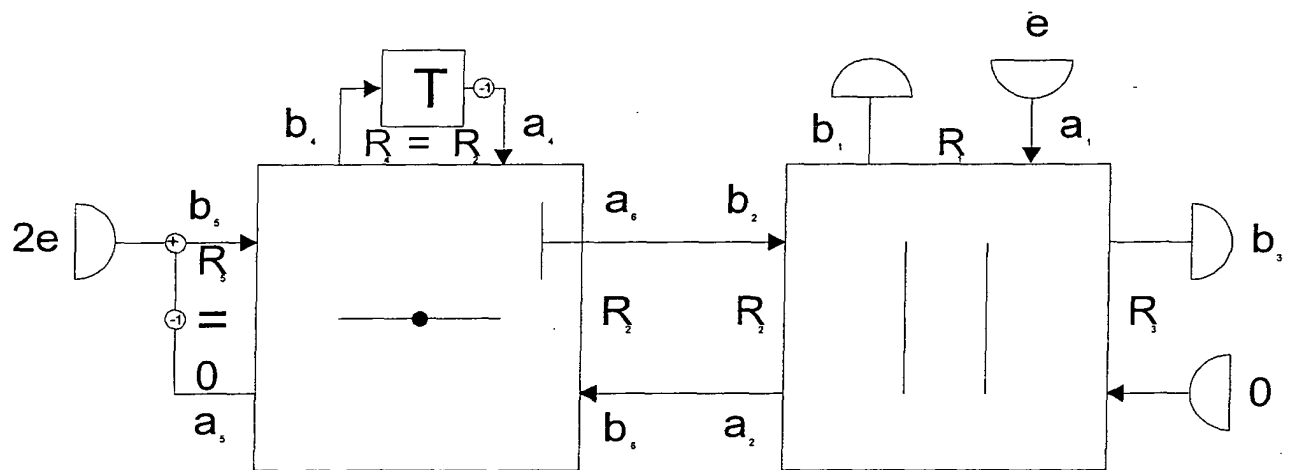 e
T
-1
b₄
a₄
R₄ = R₂
b₁
R₁
a₁
2e
b₅
+
R₅
-1
=
0
a₅
a₆
b₂
b₃
R₂
R₂
R₃
0
b₆
a₂